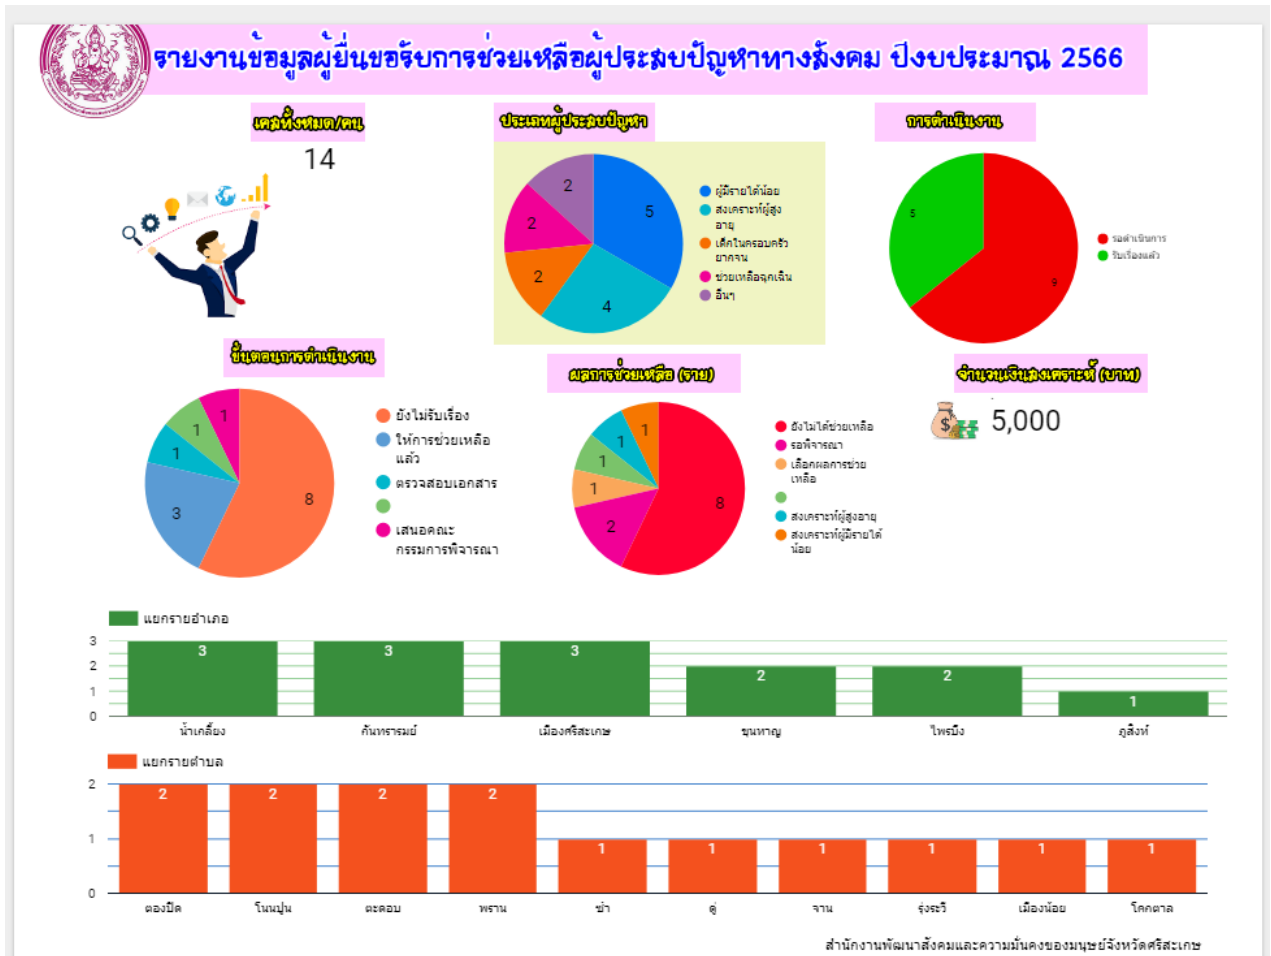 รายงานข้อมูลผู้ยื่นขอรับการช่วยเหลือผู้ประสบปัญหาทางสังคม ปีงบประมาณ 2566
เคสทั้งหมด/คน
14
ประเภทผู้ประสบปัญหา
5
4
2
2
2
ผู้มีรายได้น้อย
สงเคราะห์ผู้สูง
อายุ
เด็กในครอบครัว
ยากจน
ช่วยเหลือฉุกเฉิน
อื่นๆ
การดำเนินงาน
5
9
รอดำเนินการ
รับเรื่องแล้ว
ขั้นตอนการดำเนินงาน
8
3
1
1
1
ยังไม่รับเรื่อง
ให้การช่วยเหลือ
แล้ว
ตรวจสอบเอกสาร
เสนอคณะ
กรรมการพิจารณา
ผลการช่วยเหลือ (ราย)
8
2
1
1
1
1
ยังไม่ได้ช่วยเหลือ
รอพิจารณา
เลือกผลการช่วย
เหลือ
สงเคราะห์ผู้สูงอายุ
สงเคราะห์ผู้มีรายได้
น้อย
จำนวนเงินสงเคราะห์ (บาท)
5,000
แยกรายอำเภอ
3
2
1
0
3 3 3 2 2 1
น้ำเกลี้ยง กันทรารมย์ เมืองศรีสะเกษ ขุนหาญ ไพรบึง ภูสิงห์
แยกรายตำบล
2
1
0
2 2 2 2 1 1 1 1 1 1
ตองปิด โนนปูน ตะดอบ พราน ซำ ดู่ จาน รุ่งระวี เมืองน้อย โคกตาล
สำนักงานพัฒนาสังคมและความมั่นคงของมนุษย์จังหวัดศรีสะเกษ